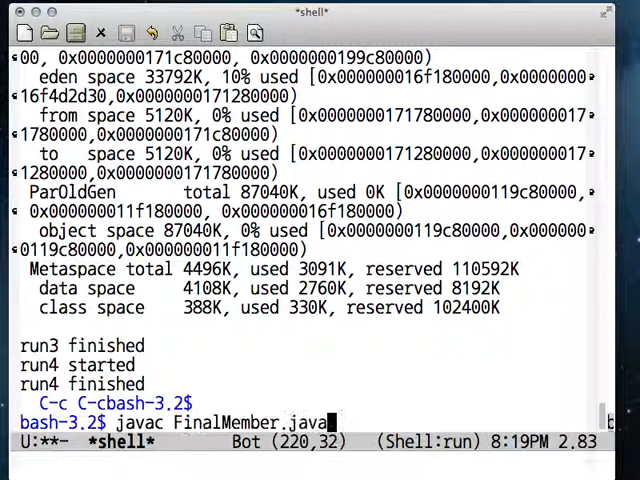 *shell*
00, 0x0000000171c80000, 0x0000000199c80000)
eden space 33792K, 10% used [0x000000016f180000,0x0000000
16f4d2d30,0x0000000171280000)
from space 5120K, 0% used [0x0000000171780000,0x000000017
1780000,0x0000000171c80000)
to   space 5120K, 0% used [0x0000000171280000,0x000000017
1280000,0x0000000171780000)
ParOldGen       total 87040K, used 0K [0x0000000119c80000,
0x000000011f180000, 0x000000016f180000)
object space 87040K, 0% used [0x0000000119c80000,0x000000
0119c80000,0x000000011f180000)
Metaspace total 4496K, used 3091K, reserved 110592K
data space     4108K, used 2760K, reserved 8192K
class space    388K, used 330K, reserved 102400K
run3 finished
run4 started
run4 finished
C-c C-cbash-3.2$
bash-3.2$ javac FinalMember.java
U:**-  *shell*        Bot (220,32)    (Shell:run) 8:19PM 2.83